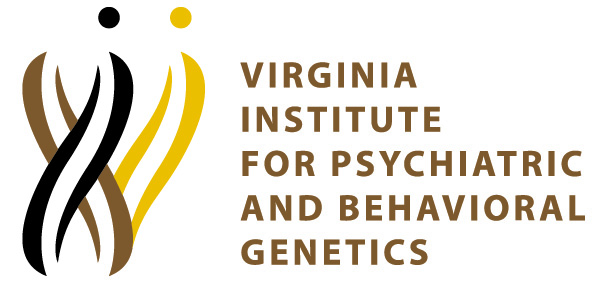 VIRGINIA
INSTITUTE
FOR PSYCHIATRIC
AND BEHAVIORAL
GENETICS